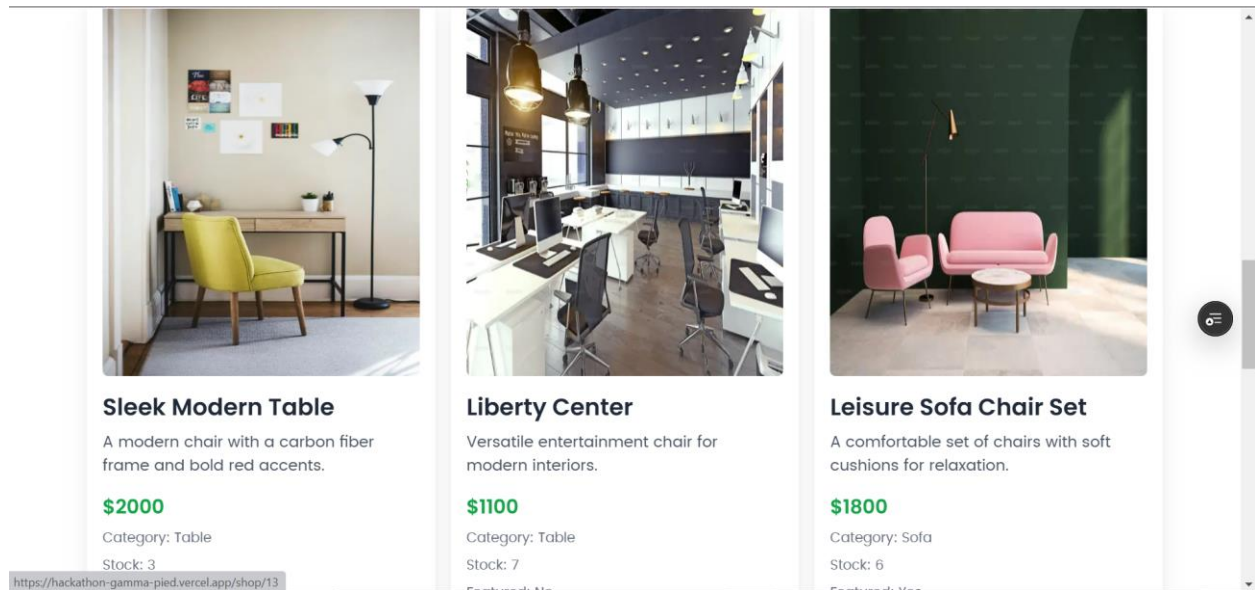 Sleek Modern Table
A modern chair with a carbon fiber
frame and bold red accents.
$2000
Category: Table
Stock: 3
Liberty Center
Versatile entertainment chair for
modern interiors.
$1100
Category: Table
Stock: 7
Leisure Sofa Chair Set
A comfortable set of chairs with soft
cushions for relaxation.
$1800
Category: Sofa
Stock: 6
https://hackathon-gamma-pied.vercel.app/shop/13